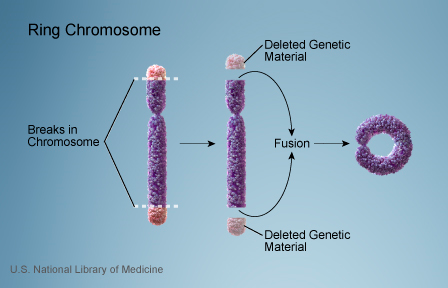 Ring Chromosome
Deleted Genetic
Material
Breaks in
Chromosome
Fusion
Deleted Genetic
Material
U.S. National Library of Medicine